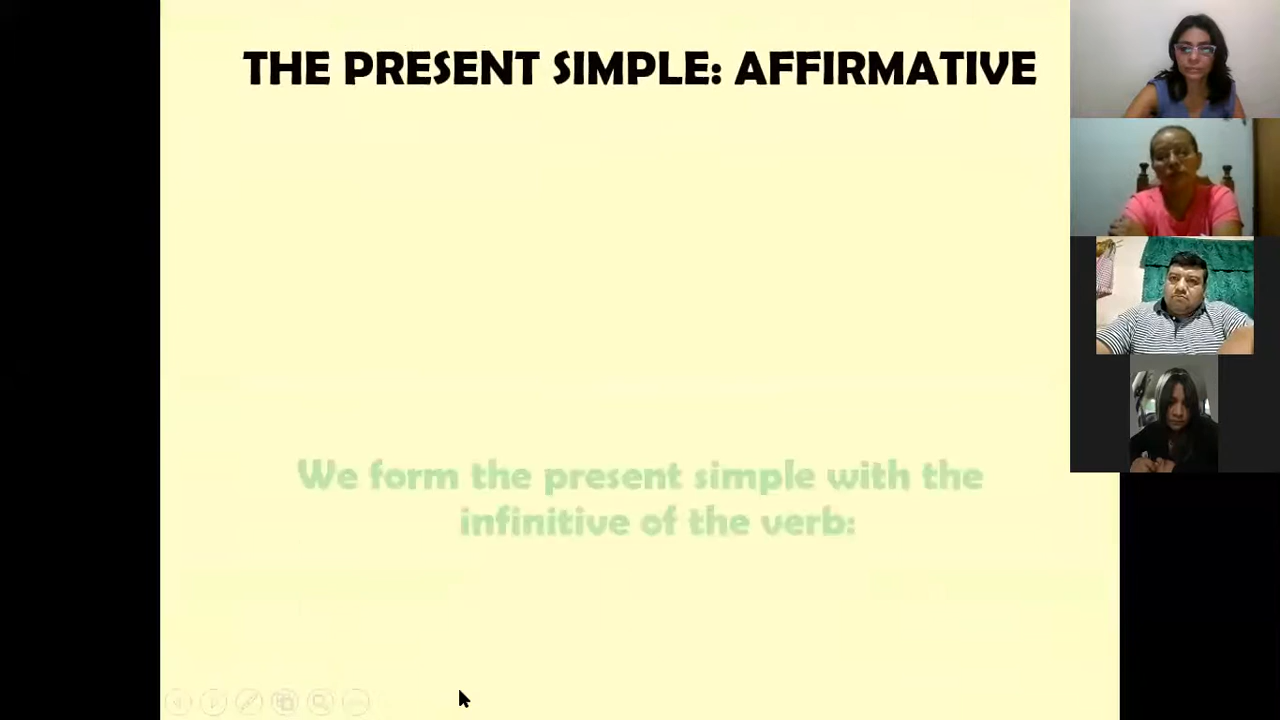 THE PRESENT SIMPLE: AFFIRMATIVE
We form the present simple with the
infinitive of the verb: